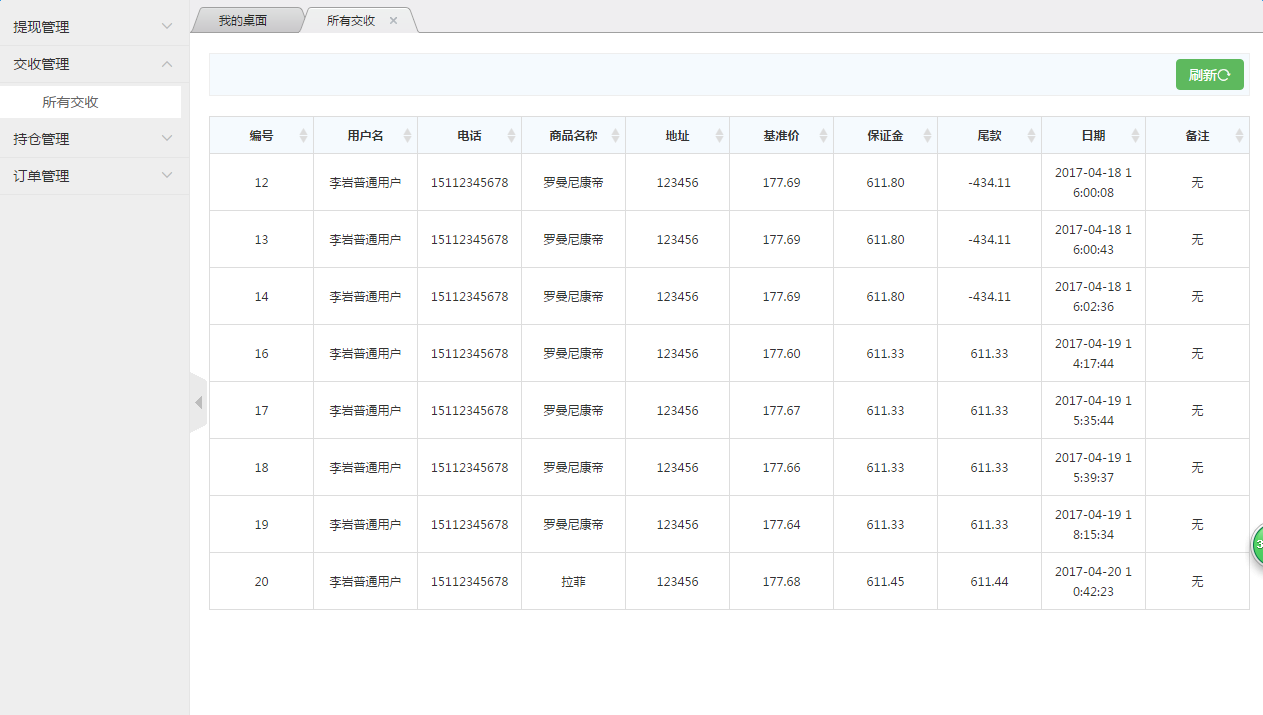 提现管理
交收管理
所有交收
持仓管理
订单管理
我的桌面 所有交收
刷新
编号 用户名 电话 商品名称 地址 基准价 保证金 尾款 日期 备注
12 李岩普通用户 15112345678 罗曼尼康帝 123456 177.69 611.80 -434.11 2017-04-18 1
6:00:08 无
13 李岩普通用户 15112345678 罗曼尼康帝 123456 177.69 611.80 -434.11 2017-04-18 1
6:00:43 无
14 李岩普通用户 15112345678 罗曼尼康帝 123456 177.69 611.80 -434.11 2017-04-18 1
6:02:36 无
16 李岩普通用户 15112345678 罗曼尼康帝 123456 177.60 611.33 611.33 2017-04-19 1
4:17:44 无
17 李岩普通用户 15112345678 罗曼尼康帝 123456 177.67 611.33 611.33 2017-04-19 1
5:35:44 无
18 李岩普通用户 15112345678 罗曼尼康帝 123456 177.66 611.33 611.33 2017-04-19 1
5:39:37 无
19 李岩普通用户 15112345678 罗曼尼康帝 123456 177.64 611.33 611.33 2017-04-19 1
8:15:34 无
20 李岩普通用户 15112345678 拉菲 123456 177.68 611.45 611.44 2017-04-20 1
0:42:23 无